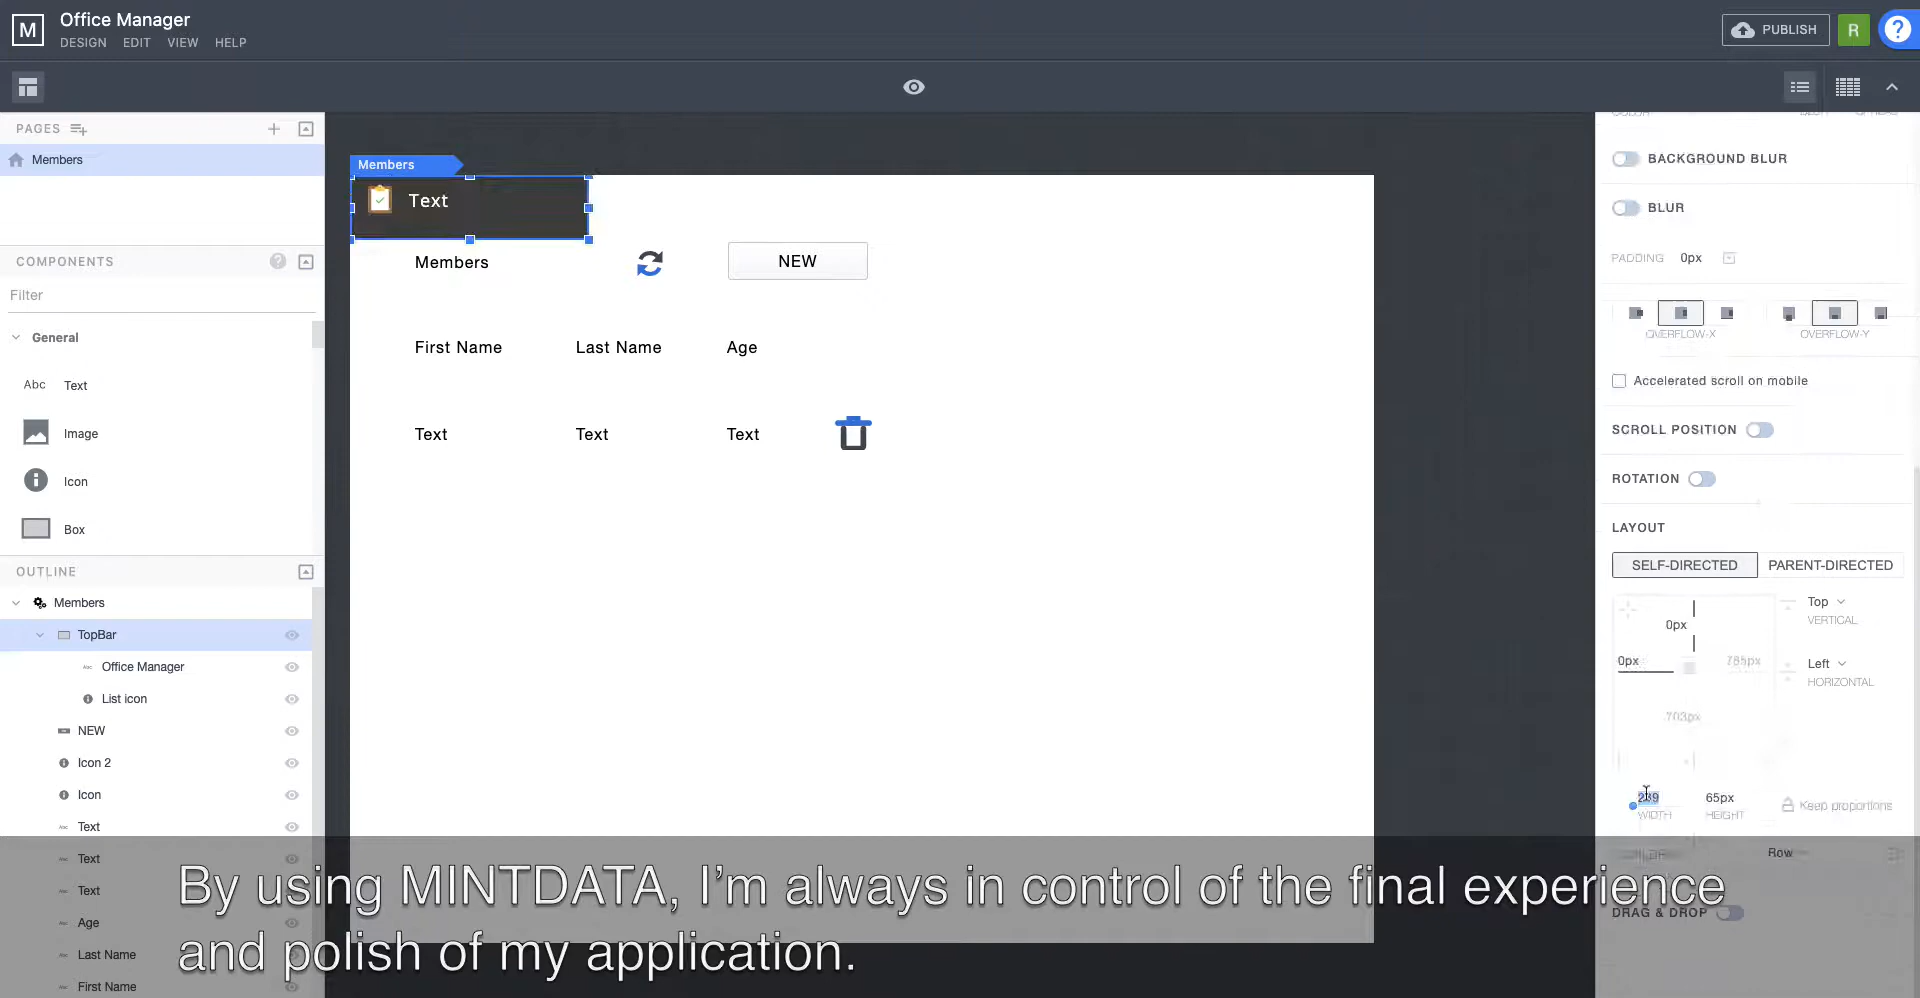 M
Office Manager
DESIGN EDIT VIEW HELP
PUBLISH
R
?
PAGES
Members
COMPONENTS
?
Filter
General
Abc Text
Image
Icon
Box
OUTLINE
Members
TopBar
Office Manager
List icon
NEW
Icon 2
Icon
Text
Text
Text
Age
Last Name
First Name
Members
Text
Members
NEW
First Name Last Name Age
Text Text Text
BACKGROUND BLUR
BLUR
PADDING 0px
OVERFLOW-X OVERFLOW-Y
Accelerated scroll on mobile
SCROLL POSITION
ROTATION
LAYOUT
SELF-DIRECTED PARENT-DIRECTED
Top
VERTICAL
0px
0px 785px
Left
HORIZONTAL
703px
239 65px
WIDTH HEIGHT
Keep proportions
Row
DRAG & DROP
By using MINTDATA, I'm always in control of the final experience
and polish of my application.